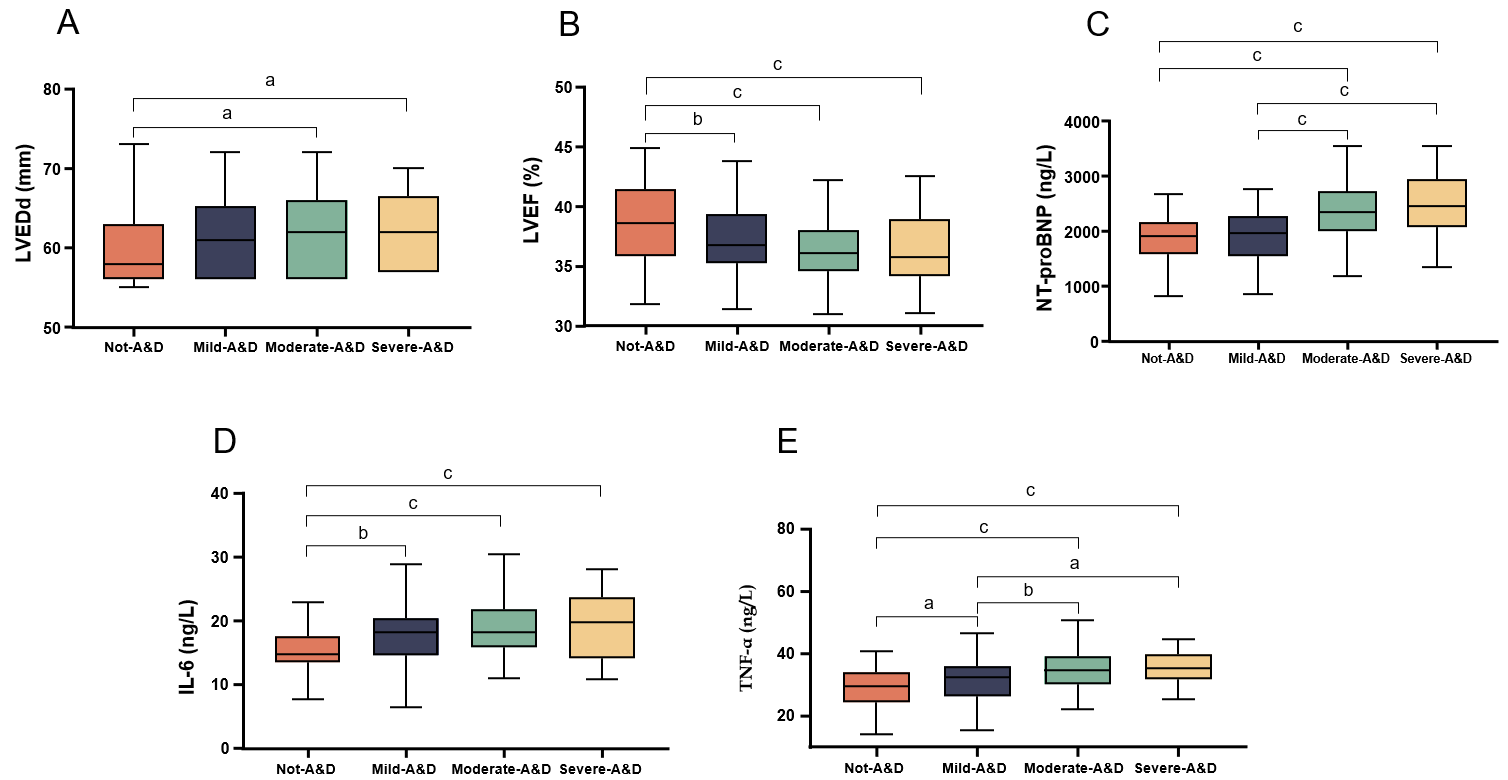 A
a
a
LVEDd (mm)
80
70
60
50
Not-A&D Mild-A&D Moderate-A&D Severe-A&D
B
c
c
b
LVEF (%)
50
45
40
35
30
Not-A&D Mild-A&D Moderate-A&D Severe-A&D
C
c
c
c
c
NT-proBNP (ng/L)
4000
3000
2000
1000
0
Not-A&D Mild-A&D Moderate-A&D Severe-A&D
D
c
c
b
IL-6 (ng/L)
40
30
20
10
0
Not-A&D Mild-A&D Moderate-A&D Severe-A&D
E
c
c
a
b
a
TNF-α (ng/L)
80
60
40
20
Not-A&D Mild-A&D Moderate-A&D Severe-A&D